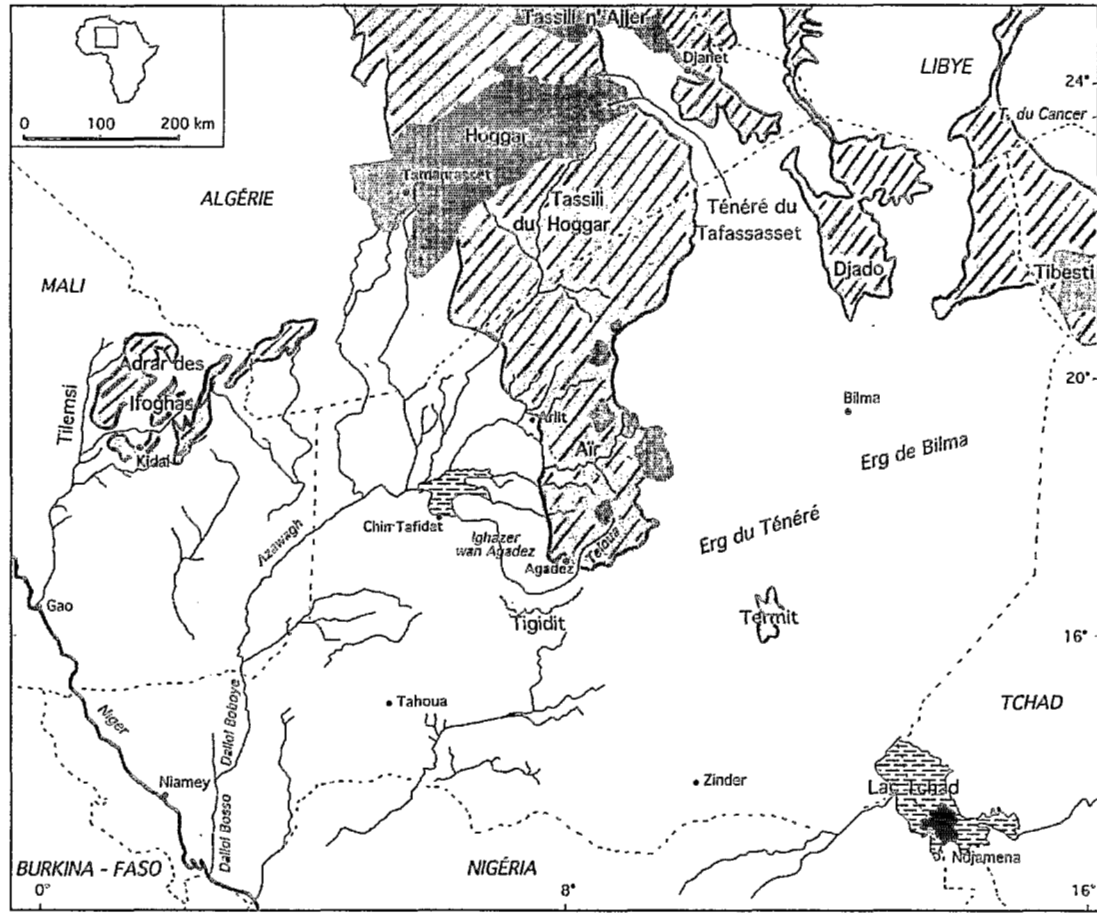 Tassili n'Ajjer
Djanet
LIBYE
24°
0 100 200 km
T. du Cancer
Hoggar
Tamanrasset
ALGÉRIE
Tassili
du Hoggar
Ténéré du
Tafassasset
Djado
Tibesti
MALI
Adrar des
Ifoghas
Tilemsi
Kidal
20°
Bilma
Arlit
Aïr
Erg de Bilma
Azawagh
Chin Tafidat
Ighazer
wan Agadez
Teloua
Agadez
Erg du Ténéré
Gao
Tigidit
Termit
16°
Niger
Dallol Boboye
Tahoua
TCHAD
Niamey
Zinder
Lac Tchad
Dallol Bosso
Ndjamena
BURKINA - FASO
NIGÉRIA
0°
8°
16°
12°